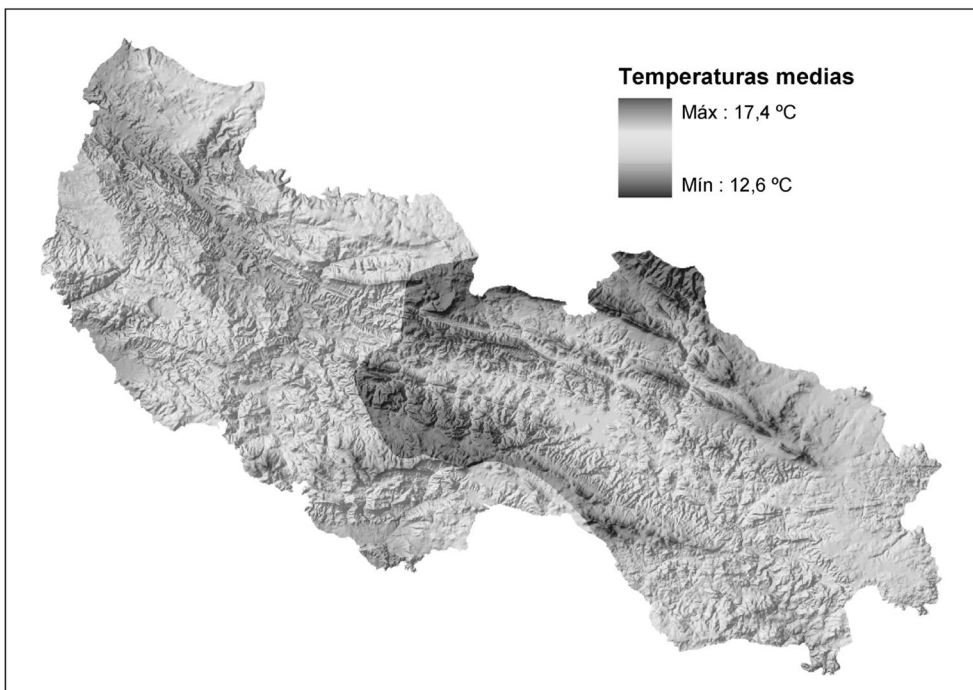 Temperaturas medias
Máx : 17,4 ºC
Mín : 12,6 ºC